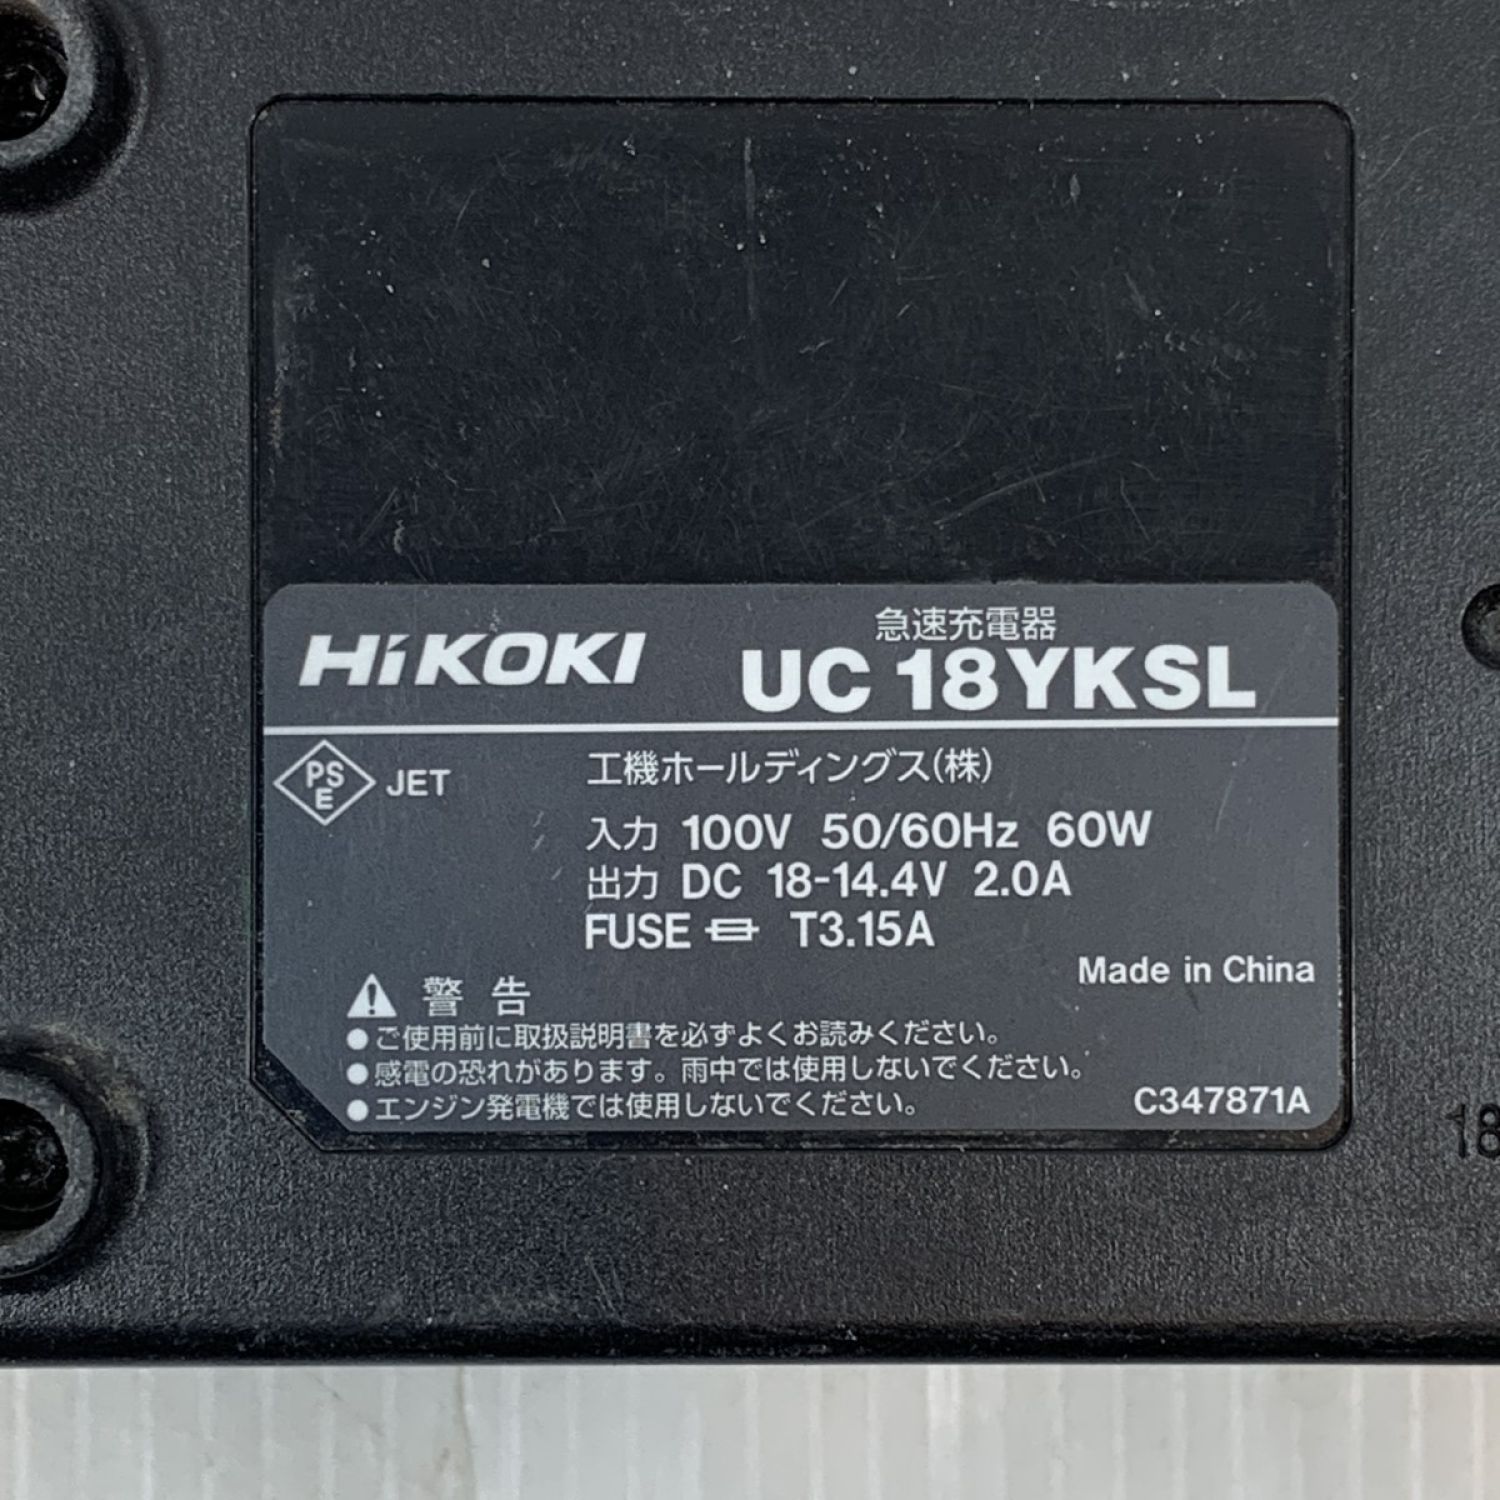 急速充電器
HiKOKI UC 18YKSL
PS
E
JET
工機ホールディングス(株)
入力 100V 50/60Hz 60W
出力 DC 18-14.4V 2.0A
FUSE T3.15A
Made in China
警告
●ご使用前に取扱説明書を必ずよくお読みください。
●感電の恐れがあります。雨中では使用しないでください。
●エンジン発電機では使用しないでください。
C347871A
18